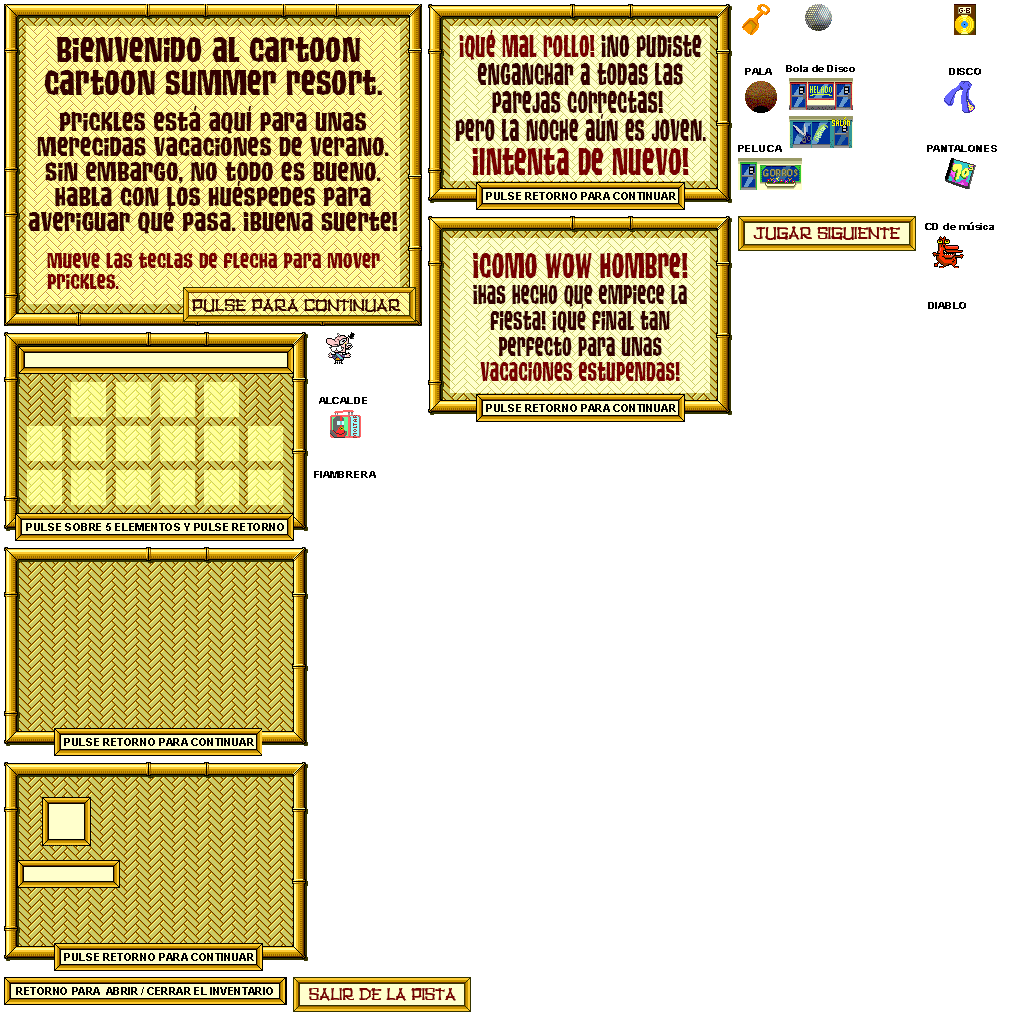 Bienvenido al Cartoon
Cartoon Summer Resort.
Prickles está aquí para unas
merecidas vacaciones de verano.
Sin embargo, no todo es bueno.
Habla con los huéspedes para
averiguar qué pasa. ¡Buena suerte!
Mueve las teclas de flecha para mover
Prickles.
PULSE PARA CONTINUAR
¡Qué mal rollo! ¡No pudiste
enganchar a todas las
parejas correctas!
Pero la noche aún es joven.
¡Intenta de nuevo!
PULSE RETORNO PARA CONTINUAR
¡Como wow hombre!
¡Has hecho que empiece la
fiesta! ¡Qué final tan
perfecto para unas
vacaciones estupendas!
PULSE RETORNO PARA CONTINUAR
PALA
Bola de Disco
HELADO
SALON
PELUCA
GORROS
JUGAR SIGUIENTE
G-B
DISCO
PANTALONES
CD de música
DIABLO
ALCALDE
MOLTAR
FIAMBRERA
PULSE SOBRE 5 ELEMENTOS Y PULSE RETORNO
PULSE RETORNO PARA CONTINUAR
PULSE RETORNO PARA CONTINUAR
RETORNO PARA ABRIR / CERRAR EL INVENTARIO
SALIR DE LA PISTA